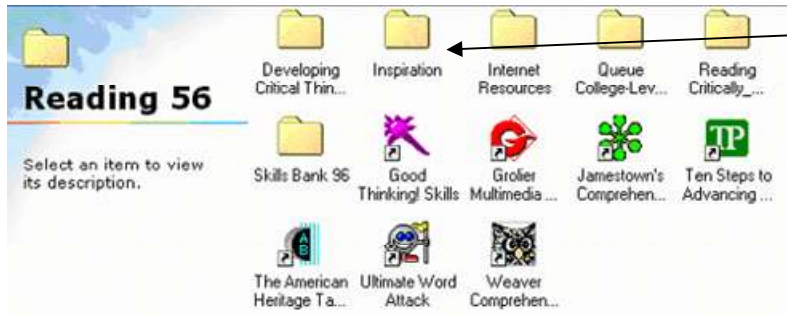 Reading 56
Select an item to view
its description.
Developing
Critical Thin...
Inspiration
Internet
Resources
Queue
College-Lev...
Reading
Critically_...
Skills Bank 96
Good
Thinking! Skills
Grolier
Multimedia ...
Jamestown's
Comprehen...
Ten Steps to
Advancing ...
The American
Heritage Ta...
Ultimate Word
Attack
Weaver
Comprehen...
TP
A
B